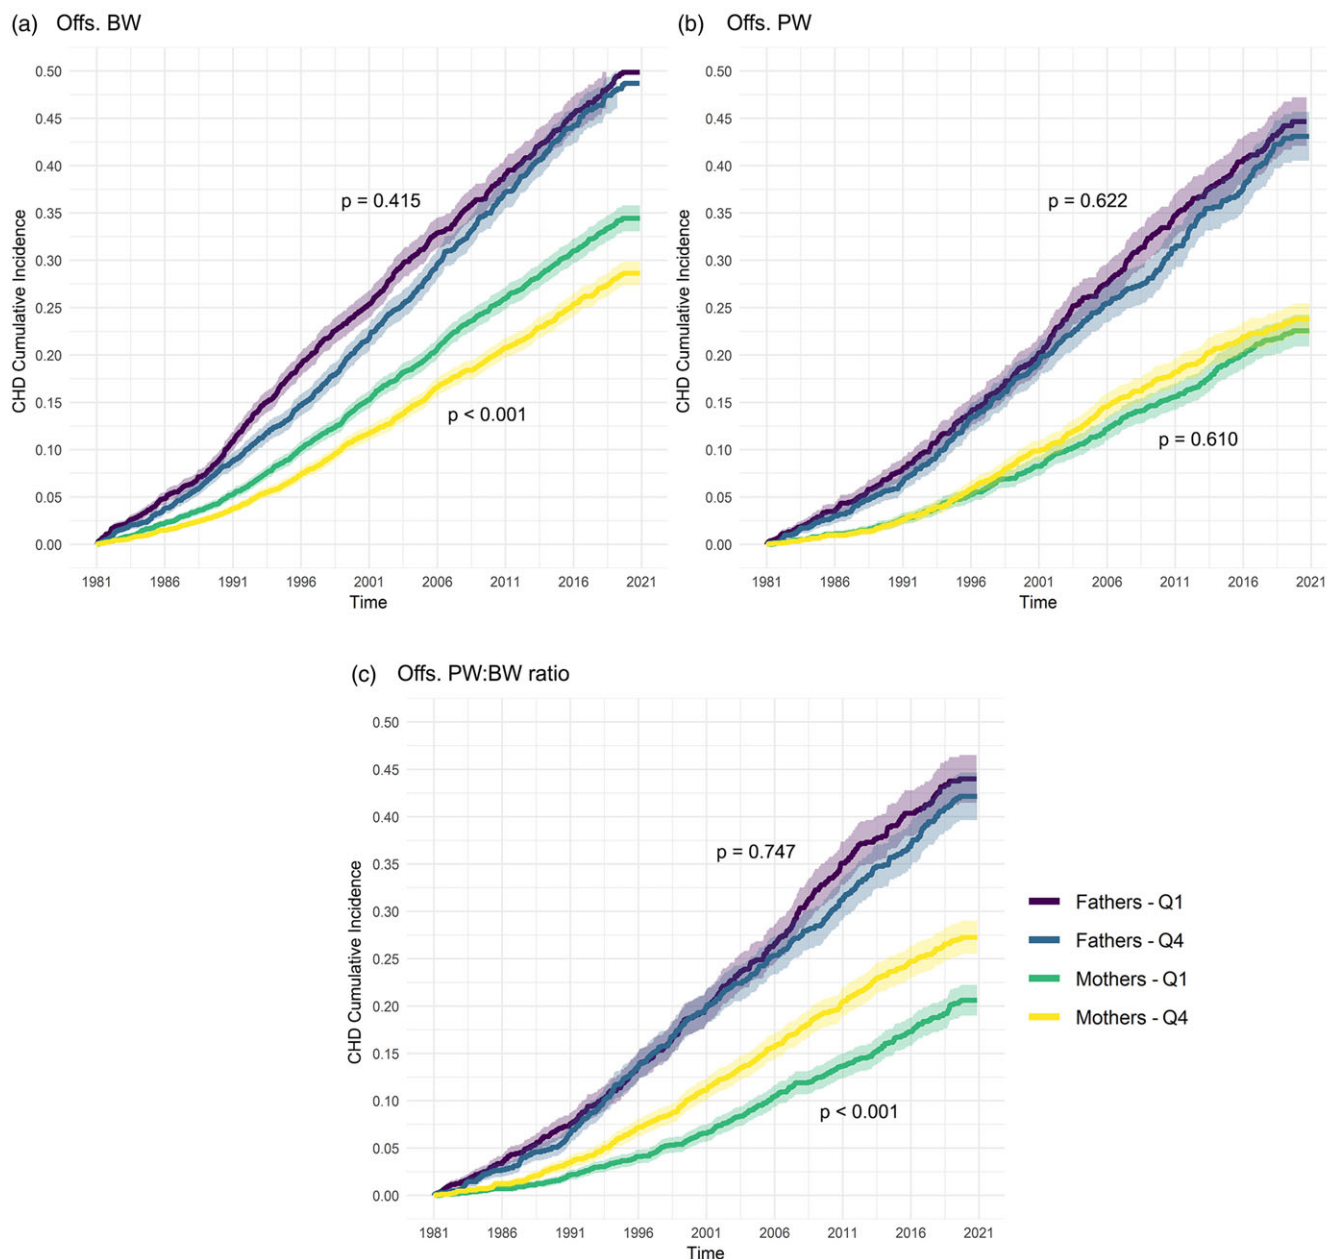 (a) Offs. BW
CHD Cumulative Incidence
0.50
0.45
0.40
0.35
0.30
0.25
0.20
0.15
0.10
0.05
0.00
p = 0.415
p < 0.001
1981 1986 1991 1996 2001 2006 2011 2016 2021
Time
(b) Offs. PW
CHD Cumulative Incidence
0.50
0.45
0.40
0.35
0.30
0.25
0.20
0.15
0.10
0.05
0.00
p = 0.622
p = 0.610
1981 1986 1991 1996 2001 2006 2011 2016 2021
Time
(c) Offs. PW:BW ratio
CHD Cumulative Incidence
0.50
0.45
0.40
0.35
0.30
0.25
0.20
0.15
0.10
0.05
0.00
p = 0.747
p < 0.001
1981 1986 1991 1996 2001 2006 2011 2016 2021
Time
Fathers - Q1
Fathers - Q4
Mothers - Q1
Mothers - Q4